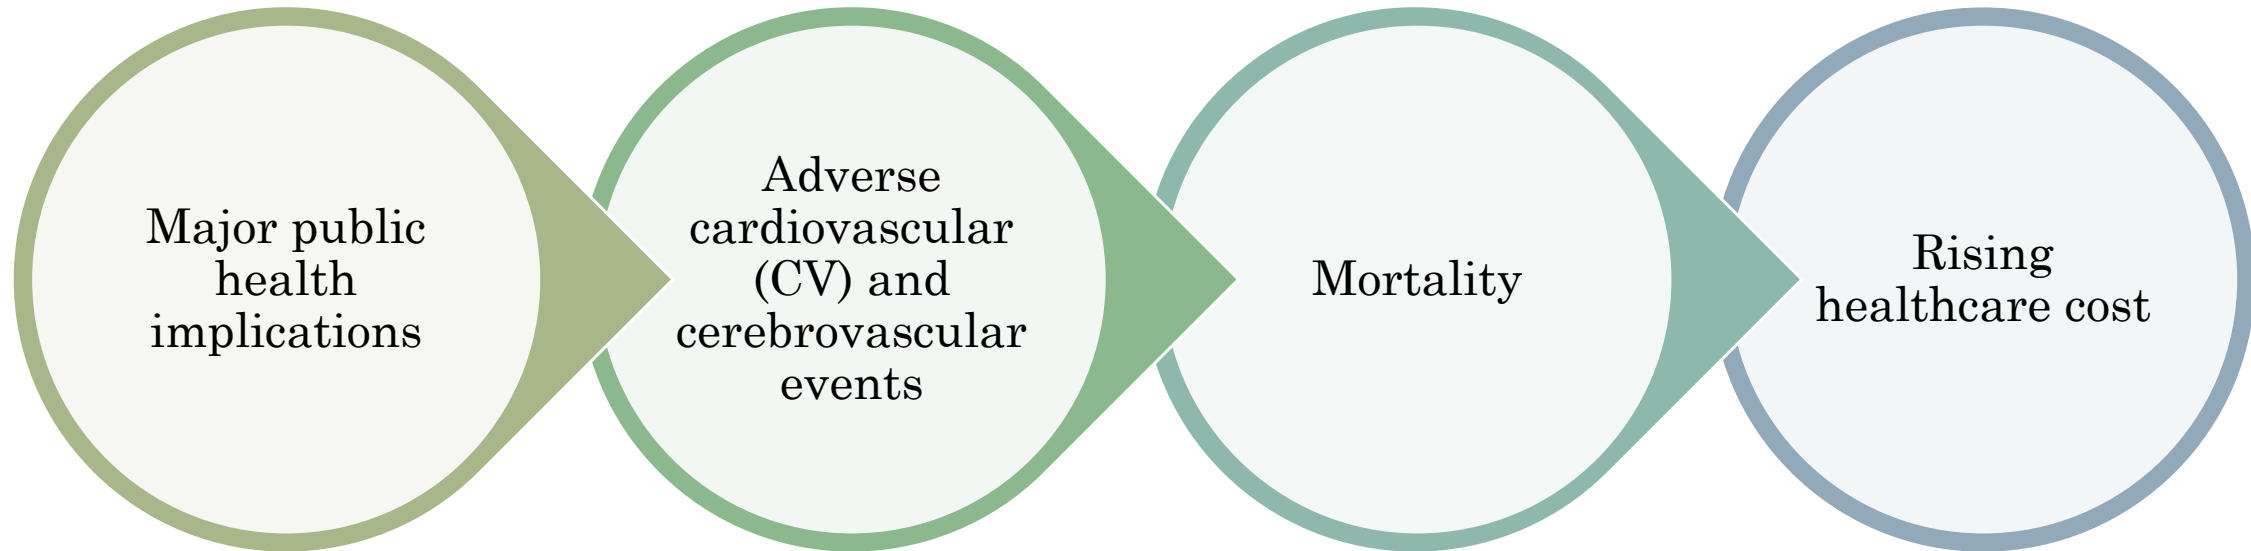 Major public
health
implications
Adverse
cardiovascular
(CV) and
cerebrovascular
events
Mortality
Rising
healthcare cost